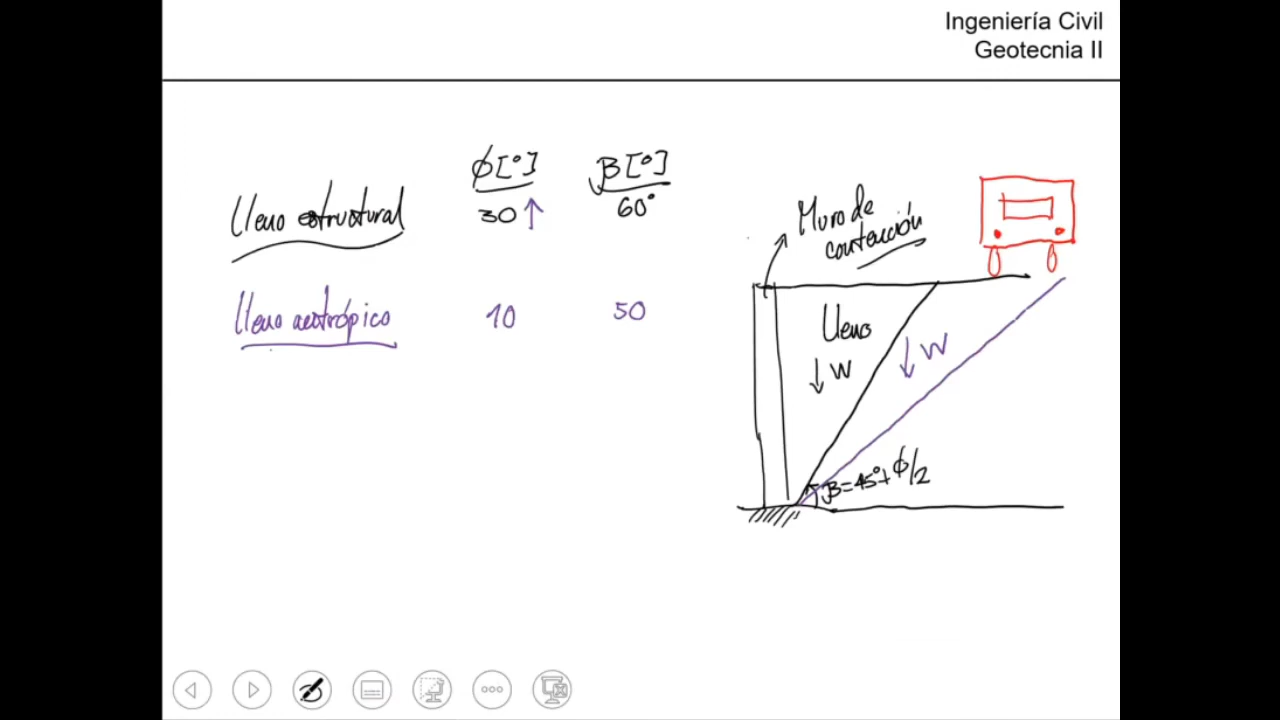 Ingeniería Civil
Geotecnia II
ϕ[°] β[°]
Lleno estructural 30 ↑ 60°
Lleno antrópico 10 50
Muro de
contención
Lleno
↓ W
↓ W
β=45°+ ϕ/2